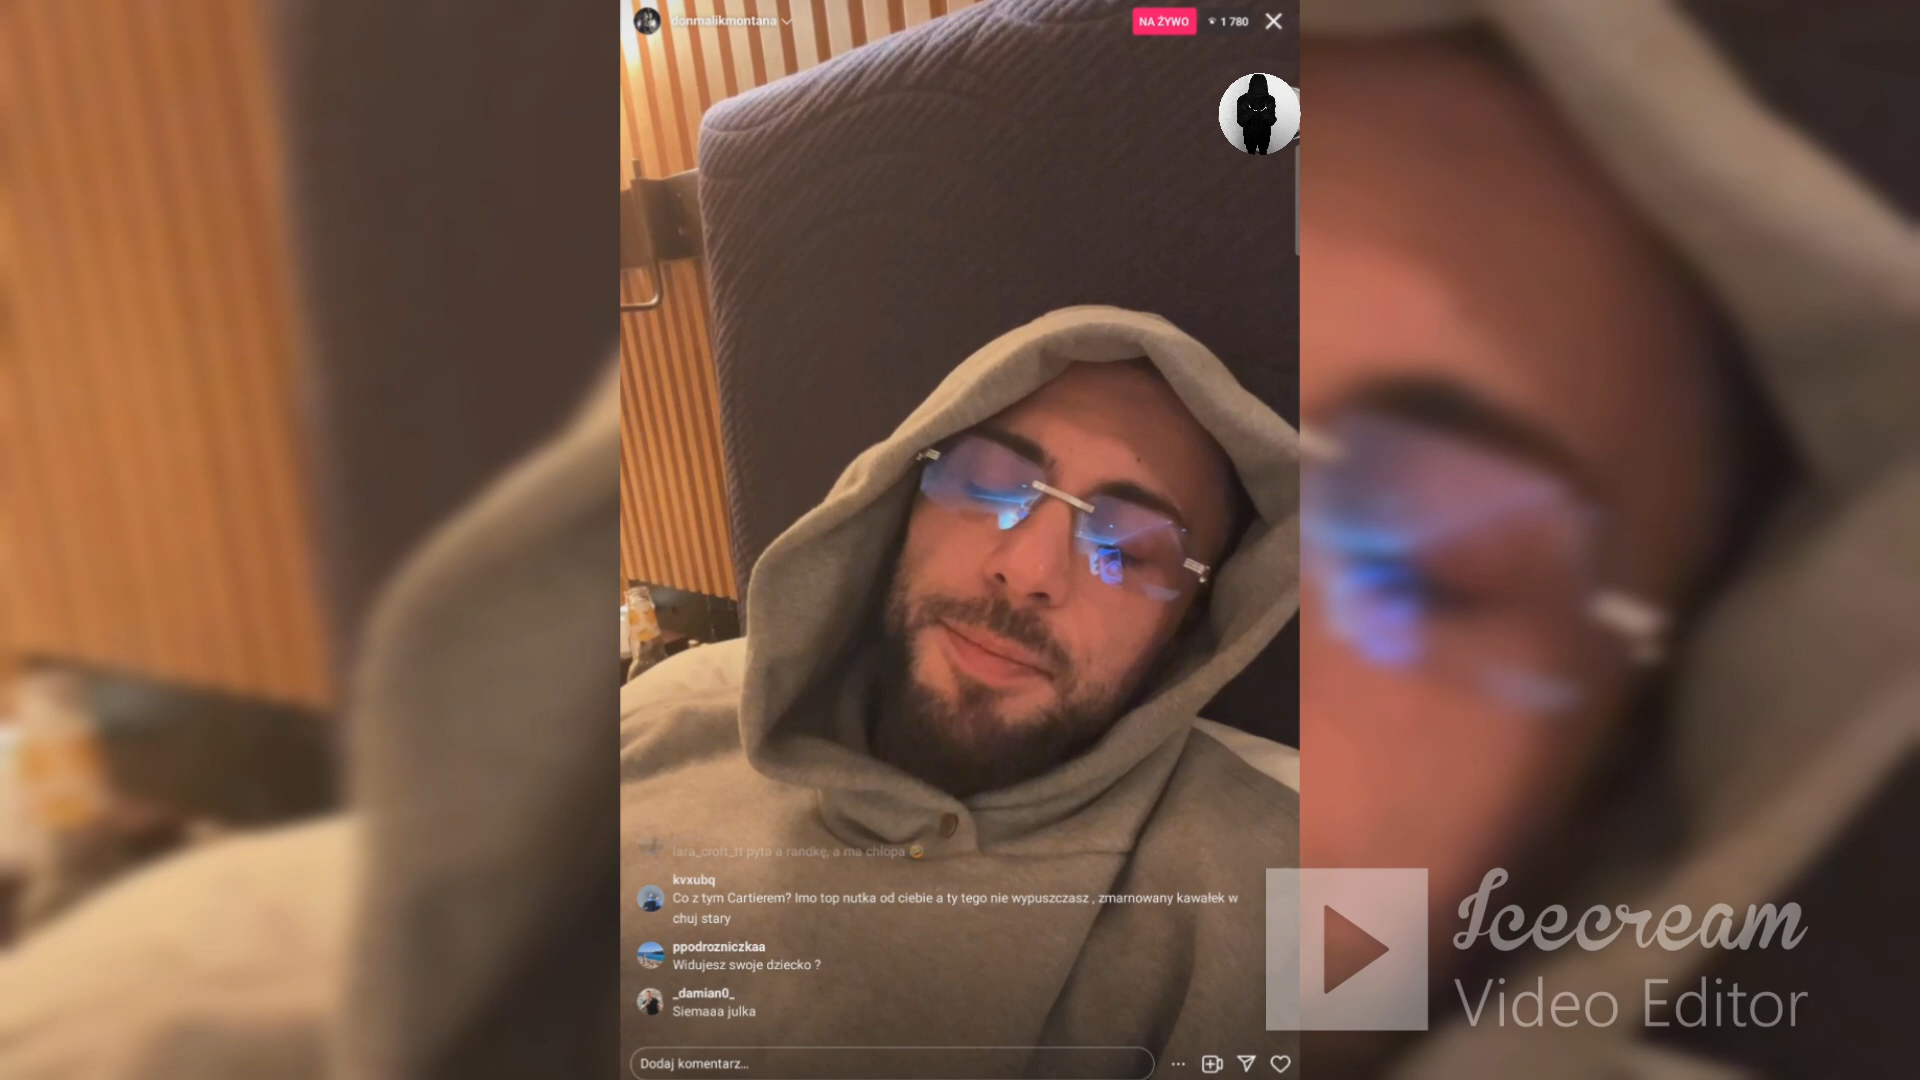 donmalikmontana
NA ŻYWO
1 780
lara_croft_tt pyta a randkę, a ma chłopa
kvxubq
Co z tym Cartierem? Imo top nutka od ciebie a ty tego nie wypuszczasz , zmarnowany kawałek w
chuj stary
ppodrozniczkaa
Widujesz swoje dziecko ?
_damian0_
Siemaaa julka
Dodaj komentarz...
Icecream
Video Editor